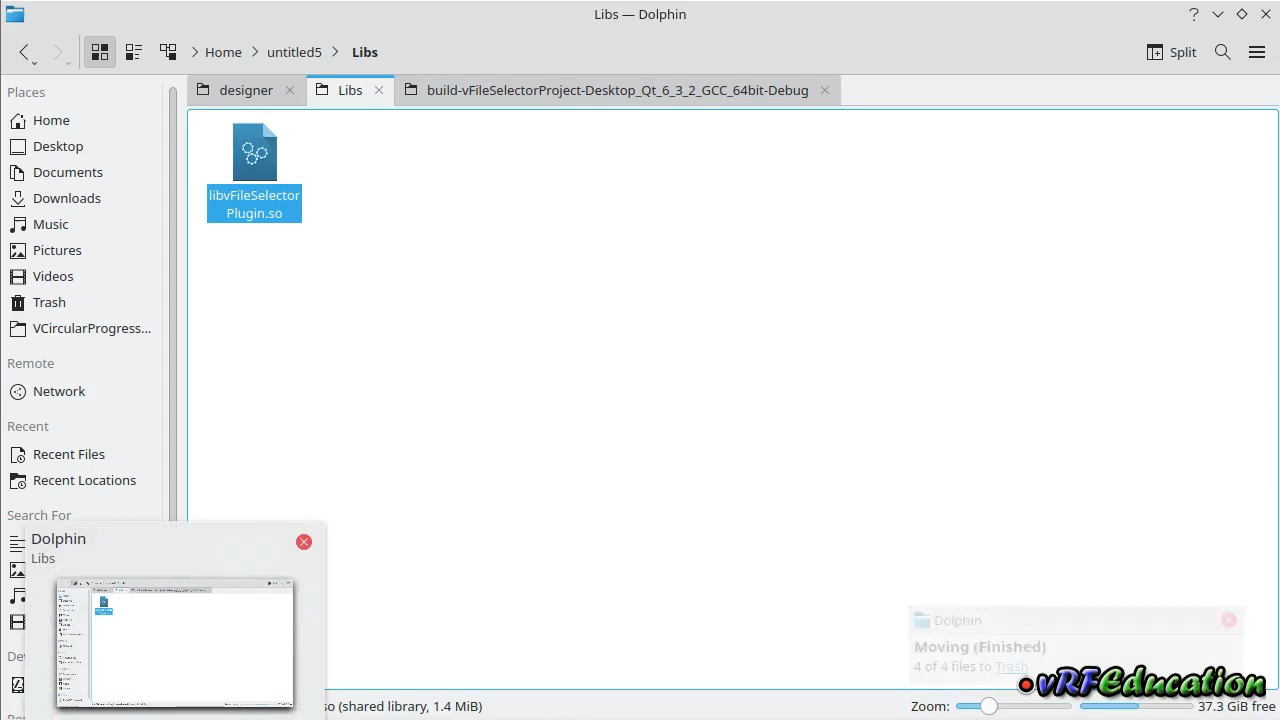 Libs — Dolphin
Home
untitled5
Libs
Split
Places
designer
Libs
build-vFileSelectorProject-Desktop_Qt_6_3_2_GCC_64bit-Debug
Home
Desktop
Documents
Downloads
Music
Pictures
Videos
Trash
VCircularProgress...
Remote
Network
Recent
Recent Files
Recent Locations
Search For
libvFileSelector
Plugin.so
Dolphin
Libs
Dolphin
Moving (Finished)
4 of 4 files to Trash
vRFEducation
so (shared library, 1.4 MiB)
Zoom:
37.3 GiB free